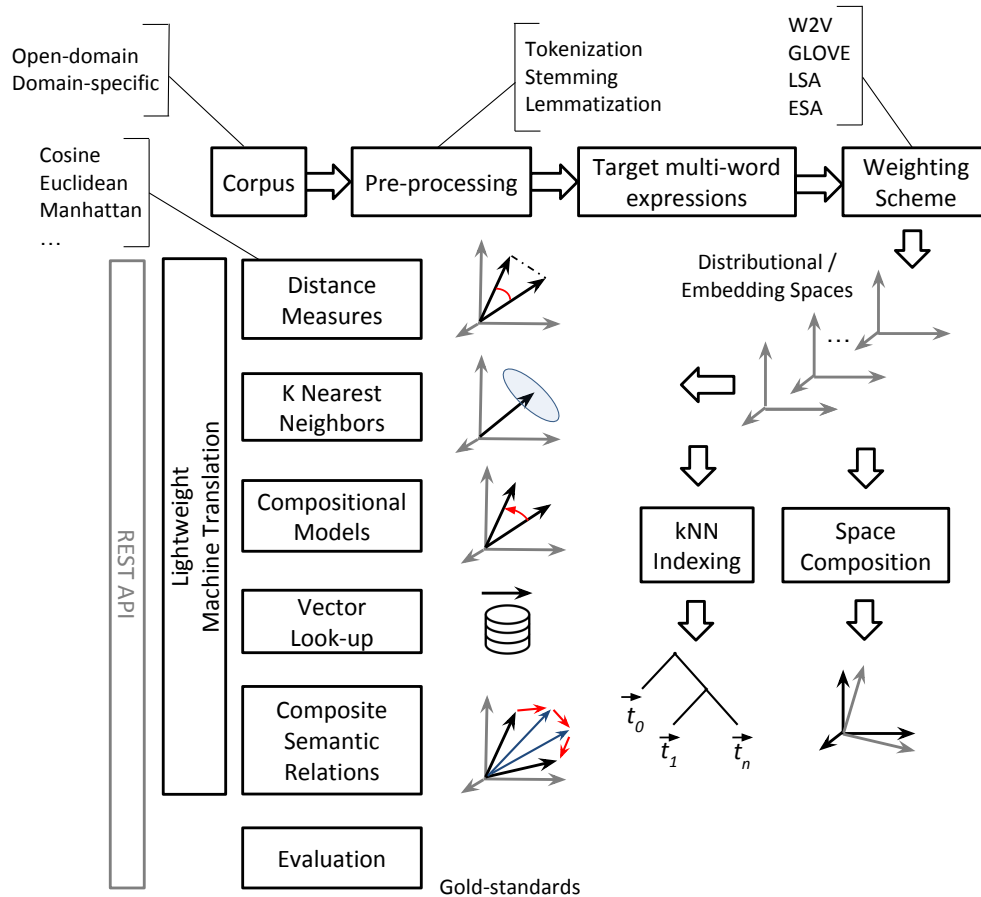 Open-domain
Domain-specific
Tokenization
Stemming
Lemmatization
W2V
GLOVE
LSA
ESA
Cosine
Euclidean
Manhattan
…
Corpus
Pre-processing
Target multi-word
expressions
Weighting
Scheme
Distance
Measures
Distributional /
Embedding Spaces
...
K Nearest
Neighbors
Compositional
Models
kNN
Indexing
Space
Composition
Vector
Look-up
Composite
Semantic
Relations
t0
t1
tn
Evaluation
Gold-standards
REST API
Lightweight
Machine Translation